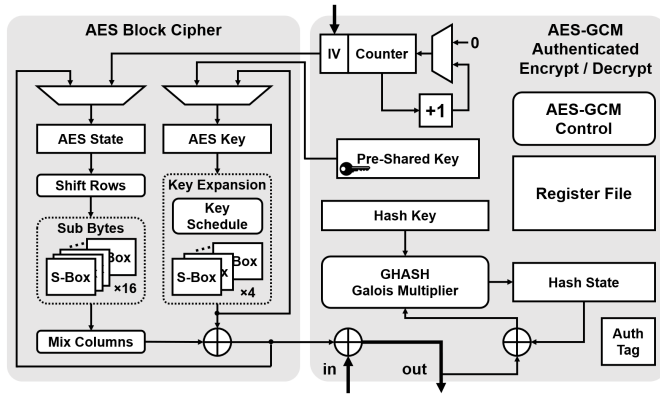 AES Block Cipher
AES-GCM
Authenticated
Encrypt / Decrypt
IV
Counter
0
+1
AES State
AES Key
AES-GCM
Control
Pre-Shared Key
Shift Rows
Key Expansion
Key
Schedule
Register File
Sub Bytes
Box
S-Box
×16
Box
S-Box
×4
Hash Key
GHASH
Galois Multiplier
Hash State
Mix Columns
Auth
Tag
in
out